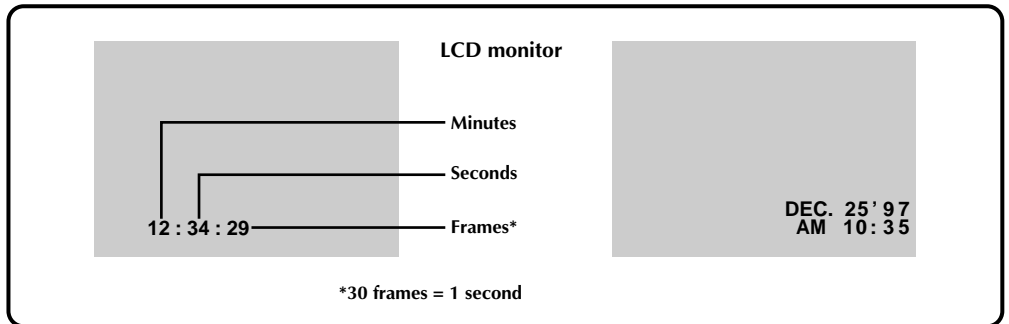 LCD monitor
Minutes
Seconds
12 : 34 : 29
Frames*
DEC. 25'97
AM 10:35
*30 frames = 1 second